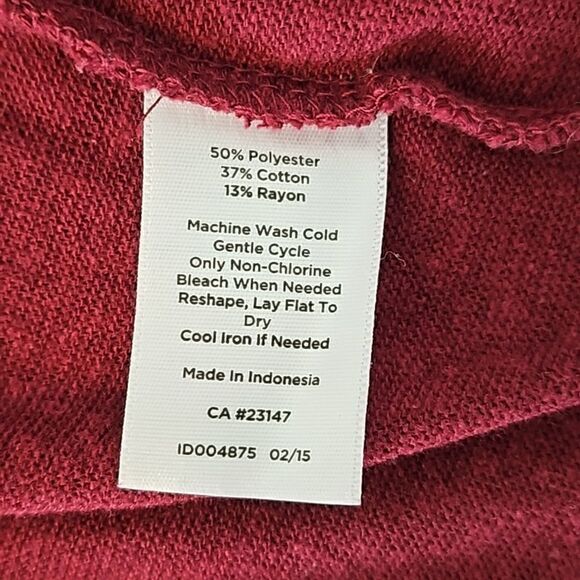 50% Polyester
37% Cotton
13% Rayon
Machine Wash Cold
Gentle Cycle
Only Non-Chlorine
Bleach When Needed
Reshape, Lay Flat To
Dry
Cool Iron If Needed
Made In Indonesia
CA #23147
ID004875 02/15